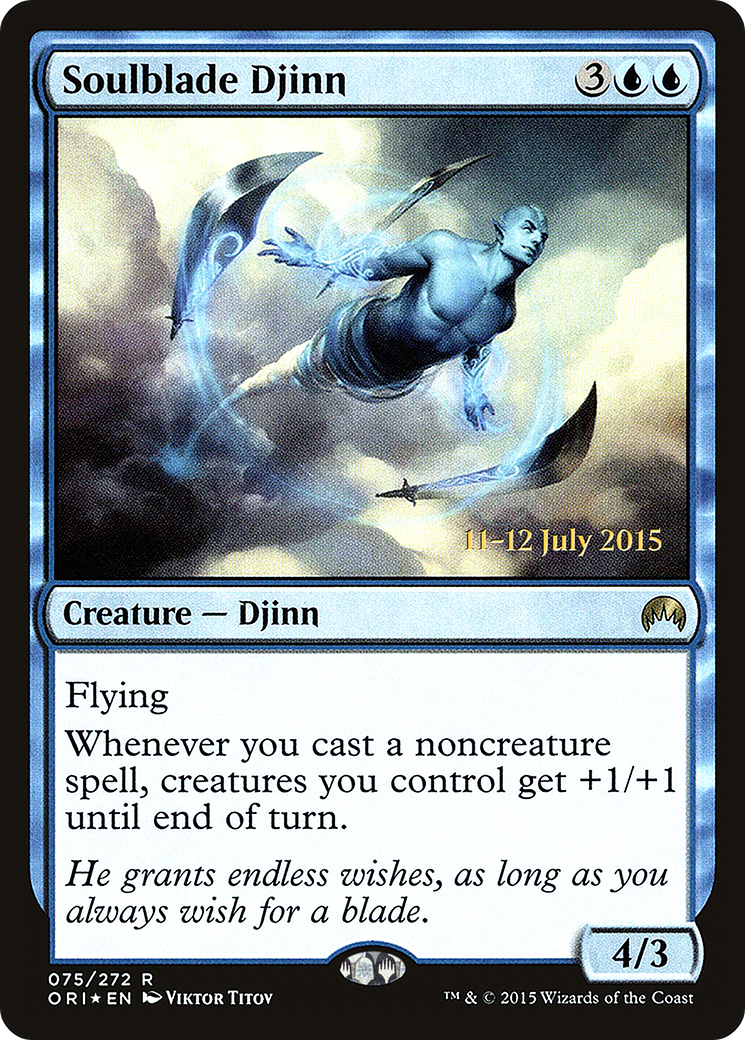 Soulblade Djinn 3
11–12 July 2015
Creature — Djinn
Flying
Whenever you cast a noncreature
spell, creatures you control get +1/+1
until end of turn.
He grants endless wishes, as long as you
always wish for a blade.
4/3
075/272 R
ORI★EN Viktor Titov
™ & © 2015 Wizards of the Coast